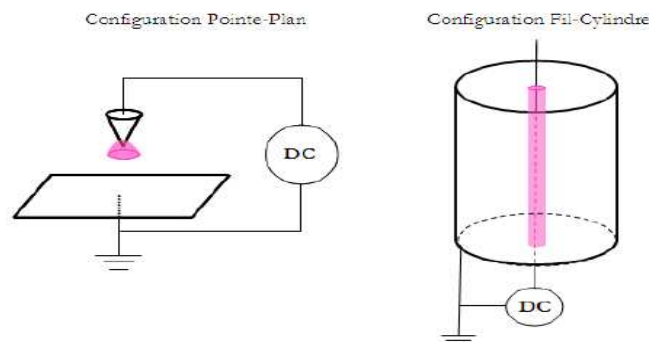 Configuration Pointe-Plan
Configuration Fil-Cylindre
DC
DC